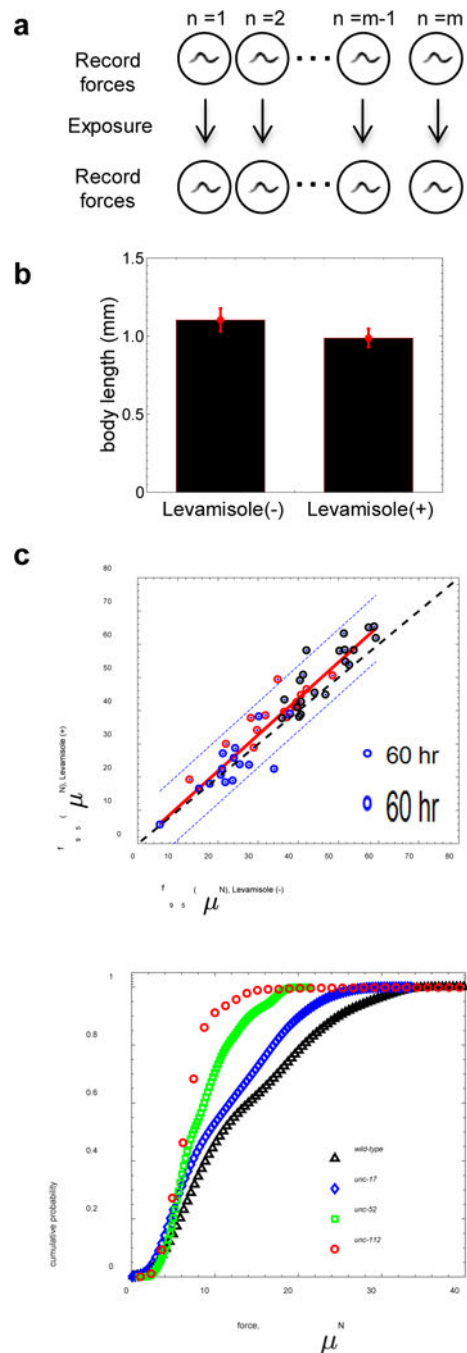 a
n =1 n =2 n =m-1 n =m
Record forces
Exposure
Record forces
b
body length (mm)
1.5
1.0
0.5
0
Levamisole(-) Levamisole(+)
c
f 95 ( μ N), Levamisole (+)
80
70
60
50
40
30
20
10
0
60 hr
60 hr
0 10 20 30 40 50 60 70 80
f 95 ( μ N), Levamisole (-)
cumulative probability
1
0.8
0.6
0.4
0.2
0
wild-type
unc-17
unc-52
unc-112
0 10 20 30 40
force, μ N